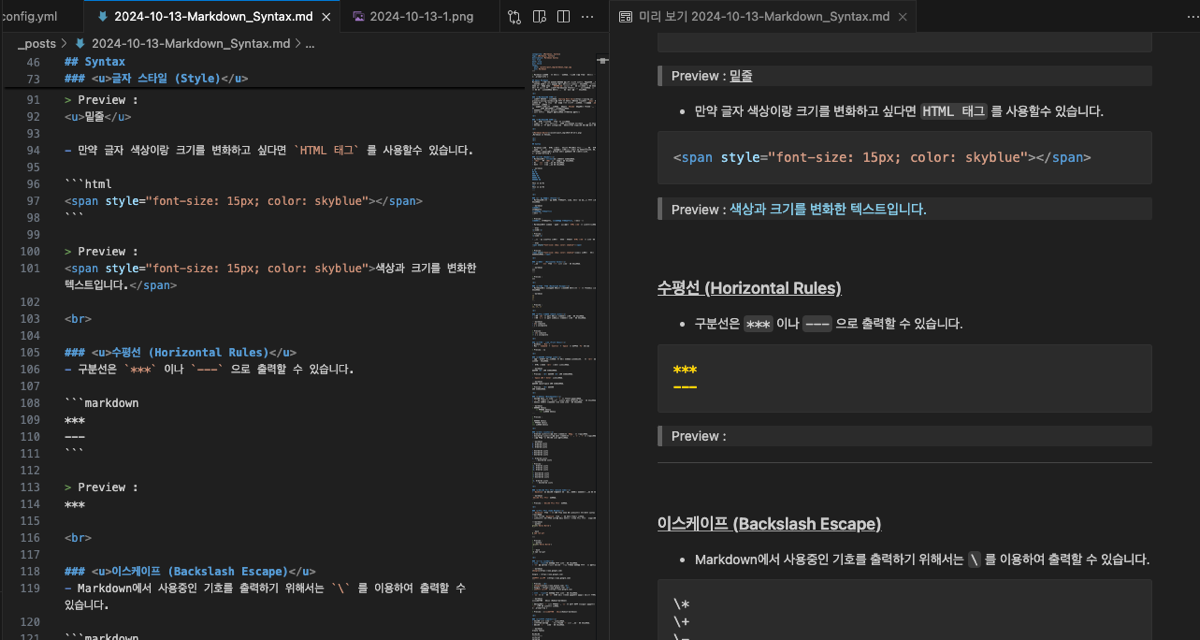 config.yml
2024-10-13-Markdown_Syntax.md
2024-10-13-1.png
_posts > 2024-10-13-Markdown_Syntax.md > ...
46 ## Syntax
73 ### <u>글자 스타일 (Style)</u>
91 > Preview :
92 <u>밑줄</u>
93
94 - 만약 글자 색상이랑 크기를 변화하고 싶다면 `HTML 태그` 를 사용할수 있습니다.
95
96 ```html
97 <span style="font-size: 15px; color: skyblue"></span>
98 ```
99
100 > Preview :
101 <span style="font-size: 15px; color: skyblue">색상과 크기를 변화한
텍스트입니다.</span>
102
103 <br>
104
105 ### <u>수평선 (Horizontal Rules)</u>
106 - 구분선은 `***` 이나 `---` 으로 출력할 수 있습니다.
107
108 ```markdown
109 ***
110 ---
111 ```
112
113 > Preview :
114 ***
115
116 <br>
117
118 ### <u>이스케이프 (Backslash Escape)</u>
119 - Markdown에서 사용중인 기호를 출력하기 위해서는 `\` 를 이용하여 출력할 수
있습니다.
120
121 ```markdown
미리 보기 2024-10-13-Markdown_Syntax.md
Preview : 밑줄
• 만약 글자 색상이랑 크기를 변화하고 싶다면 HTML 태그 를 사용할수 있습니다.
<span style="font-size: 15px; color: skyblue"></span>
Preview : 색상과 크기를 변화한 텍스트입니다.
수평선 (Horizontal Rules)
• 구분선은 *** 이나 --- 으로 출력할 수 있습니다.
***
---
Preview :
이스케이프 (Backslash Escape)
• Markdown에서 사용중인 기호를 출력하기 위해서는 \ 를 이용하여 출력할 수 있습니다.
\*
\+